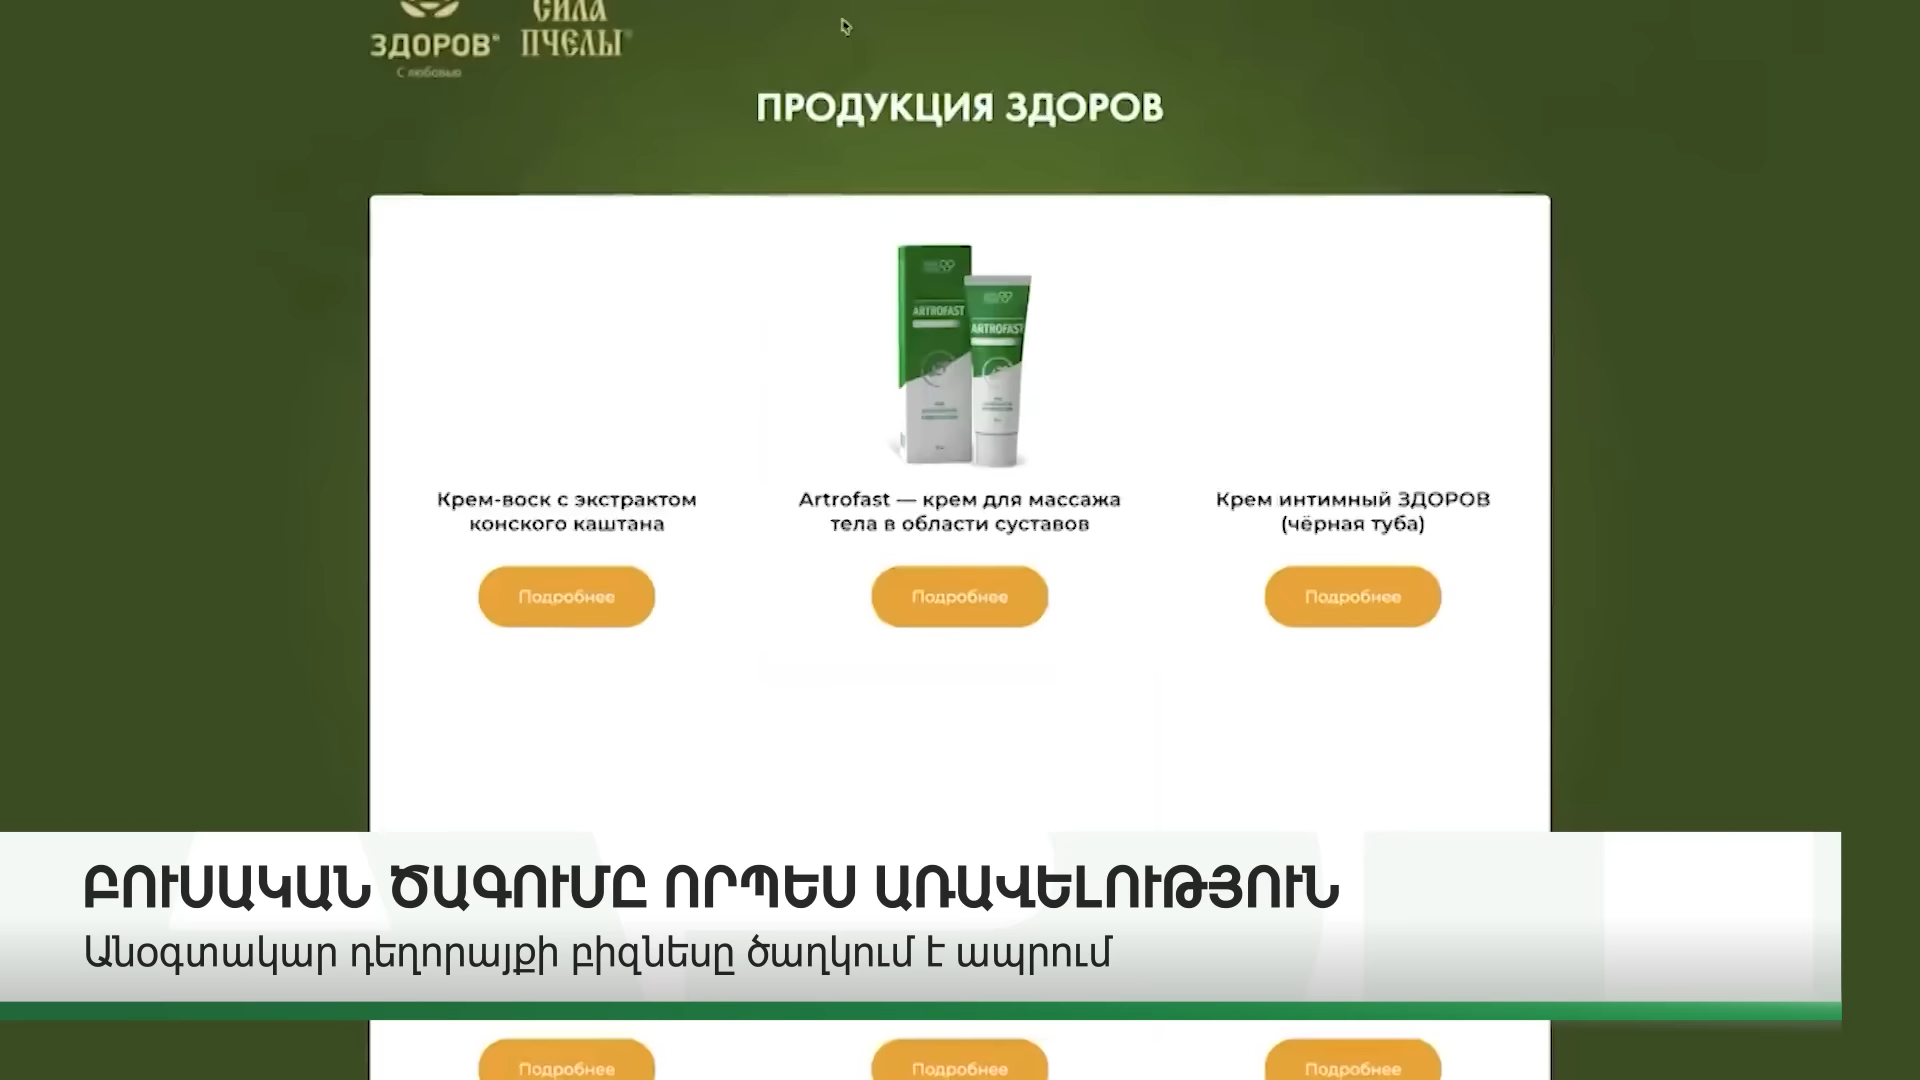 ЗДОРОВ®
С любовью
СИЛА
ПЧЕЛЫ®
ПРОДУКЦИЯ ЗДОРОВ
ARTROFAST
ARTROFAST
Крем-воск с экстрактом
конского каштана
Artrofast — крем для массажа
тела в области суставов
Крем интимный ЗДОРОВ
(чёрная туба)
Подробнее
Подробнее
Подробнее
ԲՈՒՍԱԿԱՆ ԾԱԳՈՒՄԸ ՈՐՊԵՍ ԱՌԱՎԵԼՈՒԹՅՈՒՆ
Անօգտակար դեղորայքի բիզնեսը ծաղկում է ապրում
Подробнее
Подробнее
Подробнее